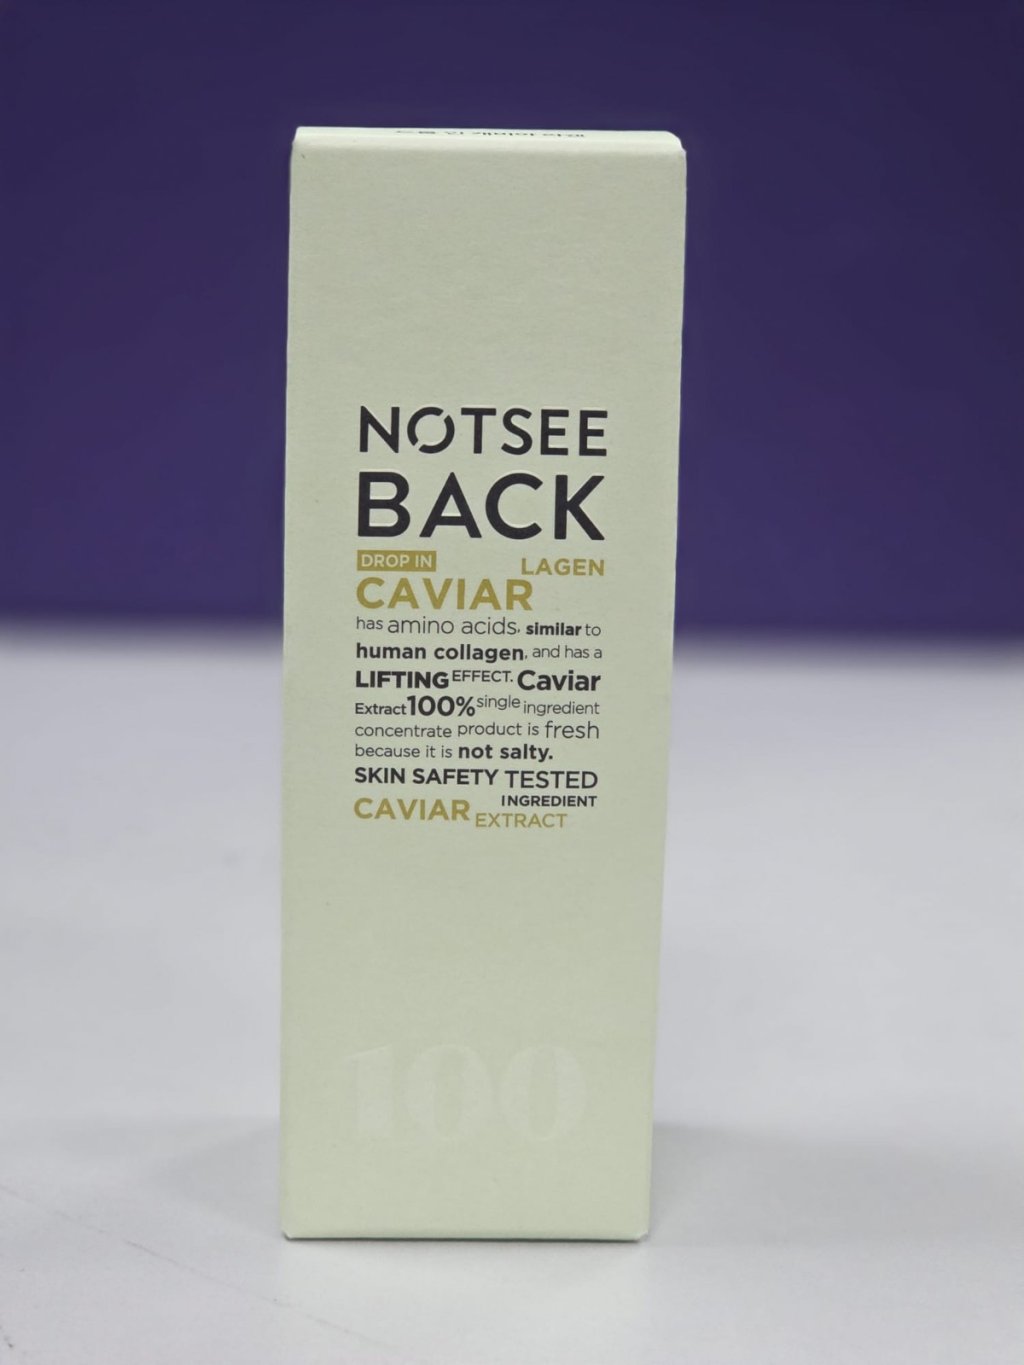 NOTSEE
BACK
DROP IN LAGEN
CAVIAR
has amino acids, similar to
human collagen, and has a
LIFTING EFFECT. Caviar
Extract 100% single ingredient
concentrate product is fresh
because it is not salty.
SKIN SAFETY TESTED
CAVIAR INGREDIENT
EXTRACT
100